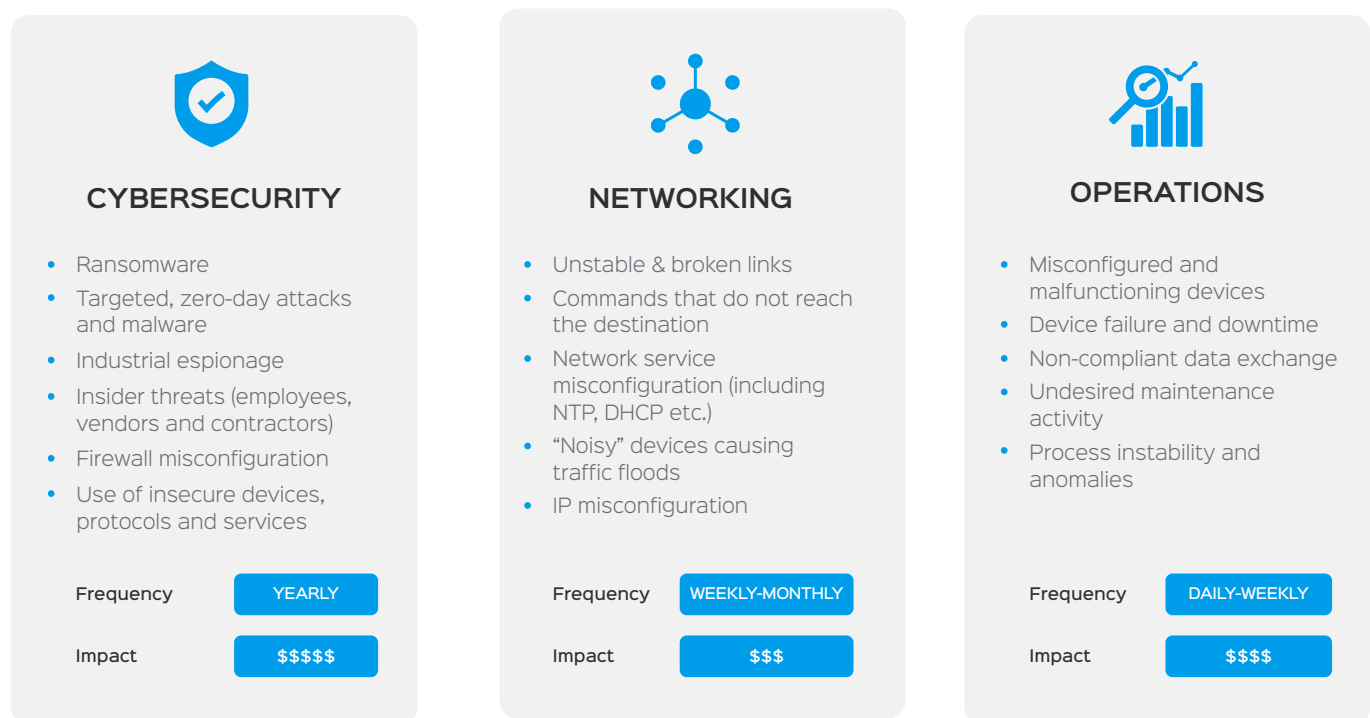 CYBERSECURITY
• Ransomware
• Targeted, zero-day attacks
and malware
• Industrial espionage
• Insider threats (employees,
vendors and contractors)
• Firewall misconfiguration
• Use of insecure devices,
protocols and services
Frequency YEARLY
Impact $$$$$
NETWORKING
• Unstable & broken links
• Commands that do not reach
the destination
• Network service
misconfiguration (including
NTP, DHCP etc.)
• “Noisy” devices causing
traffic floods
• IP misconfiguration
Frequency WEEKLY-MONTHLY
Impact $$$
OPERATIONS
• Misconfigured and
malfunctioning devices
• Device failure and downtime
• Non-compliant data exchange
• Undesired maintenance
activity
• Process instability and
anomalies
Frequency DAILY-WEEKLY
Impact $$$$